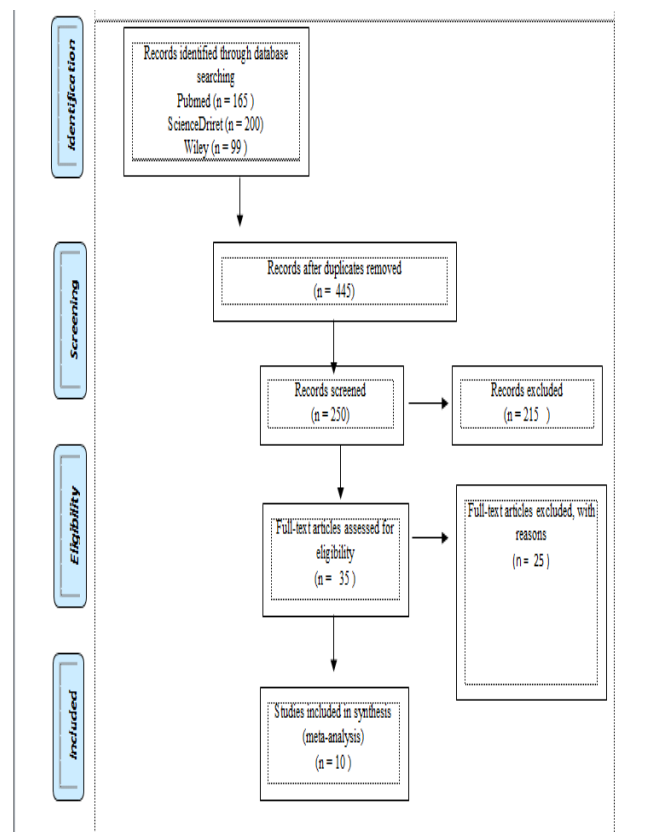 Identification
Records identified through database
searching
Pubmed (n = 165 )
ScienceDriret (n = 200)
Wiley (n = 99 )
Screening
Records after duplicates removed
(n = 445)
Records screened
(n = 250)
Records excluded
(n = 215 )
Eligibility
Full-text articles assessed for
eligibility
(n = 35 )
Full-text articles excluded, with
reasons
(n = 25 )
Included
Studies included in synthesis
(meta-analysis)
(n = 10 )